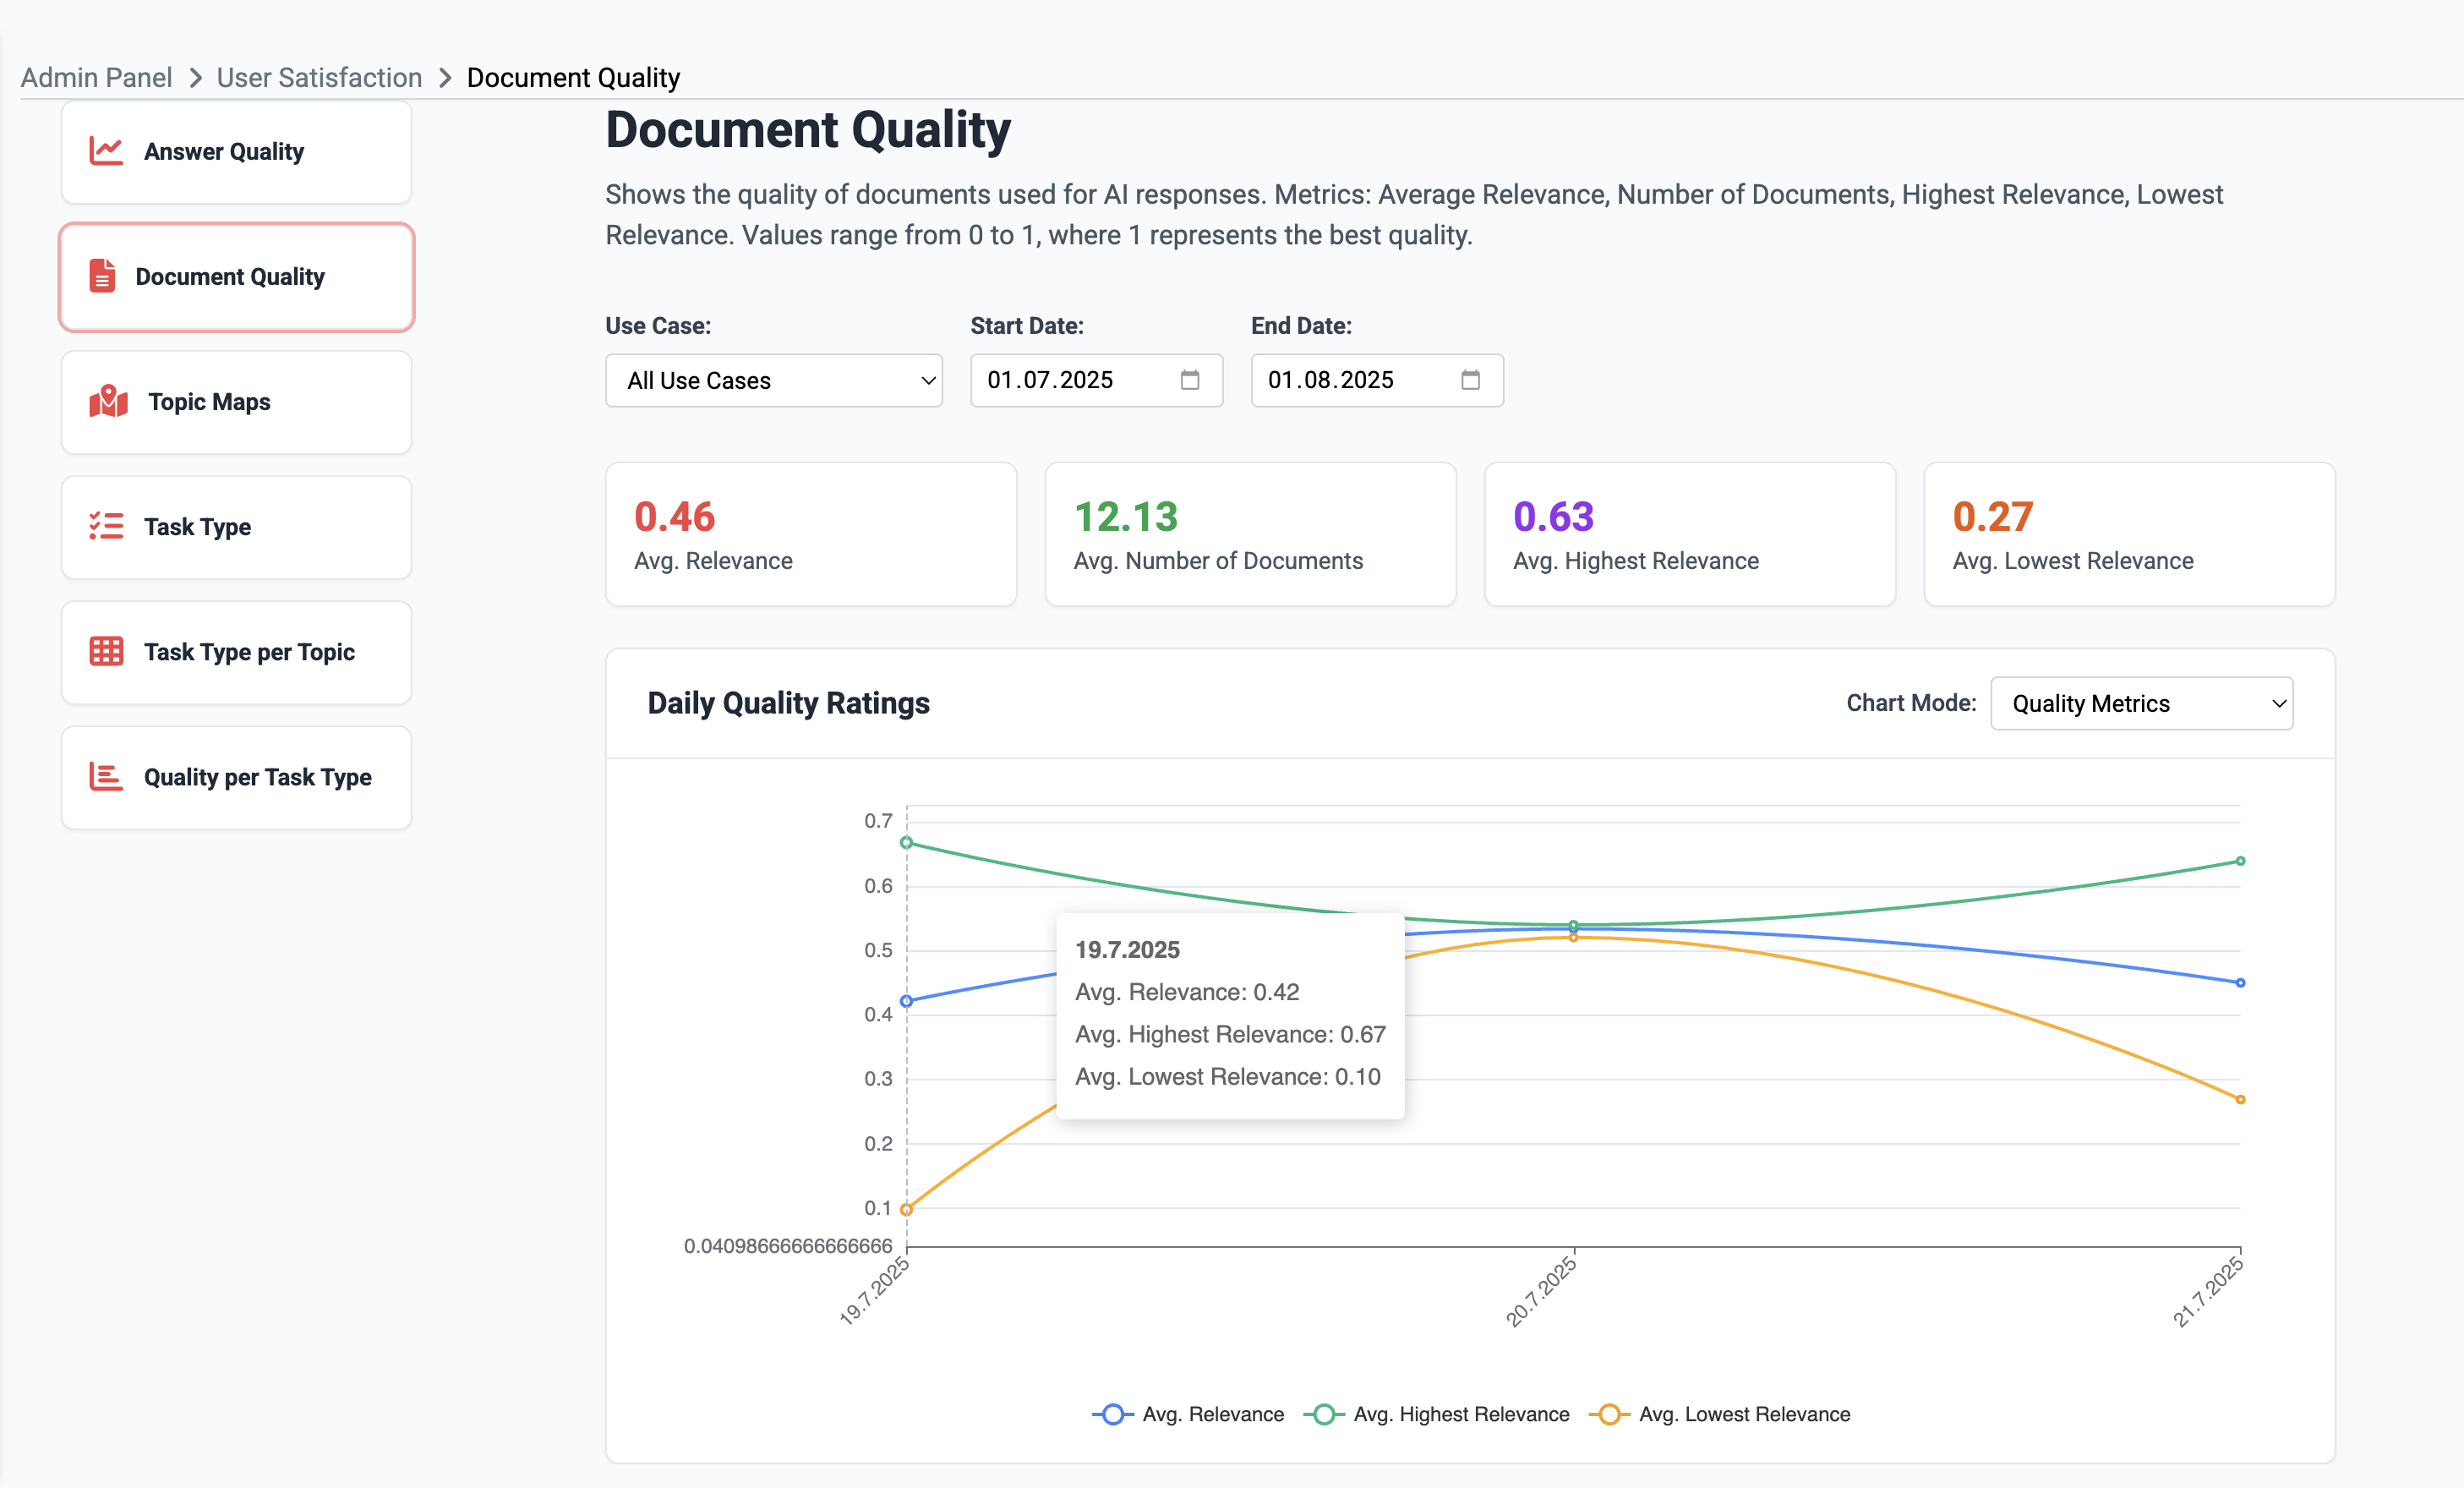 Admin Panel > User Satisfaction > Document Quality
Answer Quality
Document Quality
Topic Maps
Task Type
Task Type per Topic
Quality per Task Type
Document Quality
Shows the quality of documents used for AI responses. Metrics: Average Relevance, Number of Documents, Highest Relevance, Lowest
Relevance. Values range from 0 to 1, where 1 represents the best quality.
Use Case: Start Date: End Date:
All Use Cases 01.07.2025 01.08.2025
0.46 12.13 0.63 0.27
Avg. Relevance Avg. Number of Documents Avg. Highest Relevance Avg. Lowest Relevance
Daily Quality Ratings Chart Mode: Quality Metrics
0.7
0.6
0.5
0.4
0.3
0.2
0.1
0.04098666666666666
19.7.2025
Avg. Relevance: 0.42
Avg. Highest Relevance: 0.67
Avg. Lowest Relevance: 0.10
19.7.2025 20.7.2025 21.7.2025
Avg. Relevance Avg. Highest Relevance Avg. Lowest Relevance